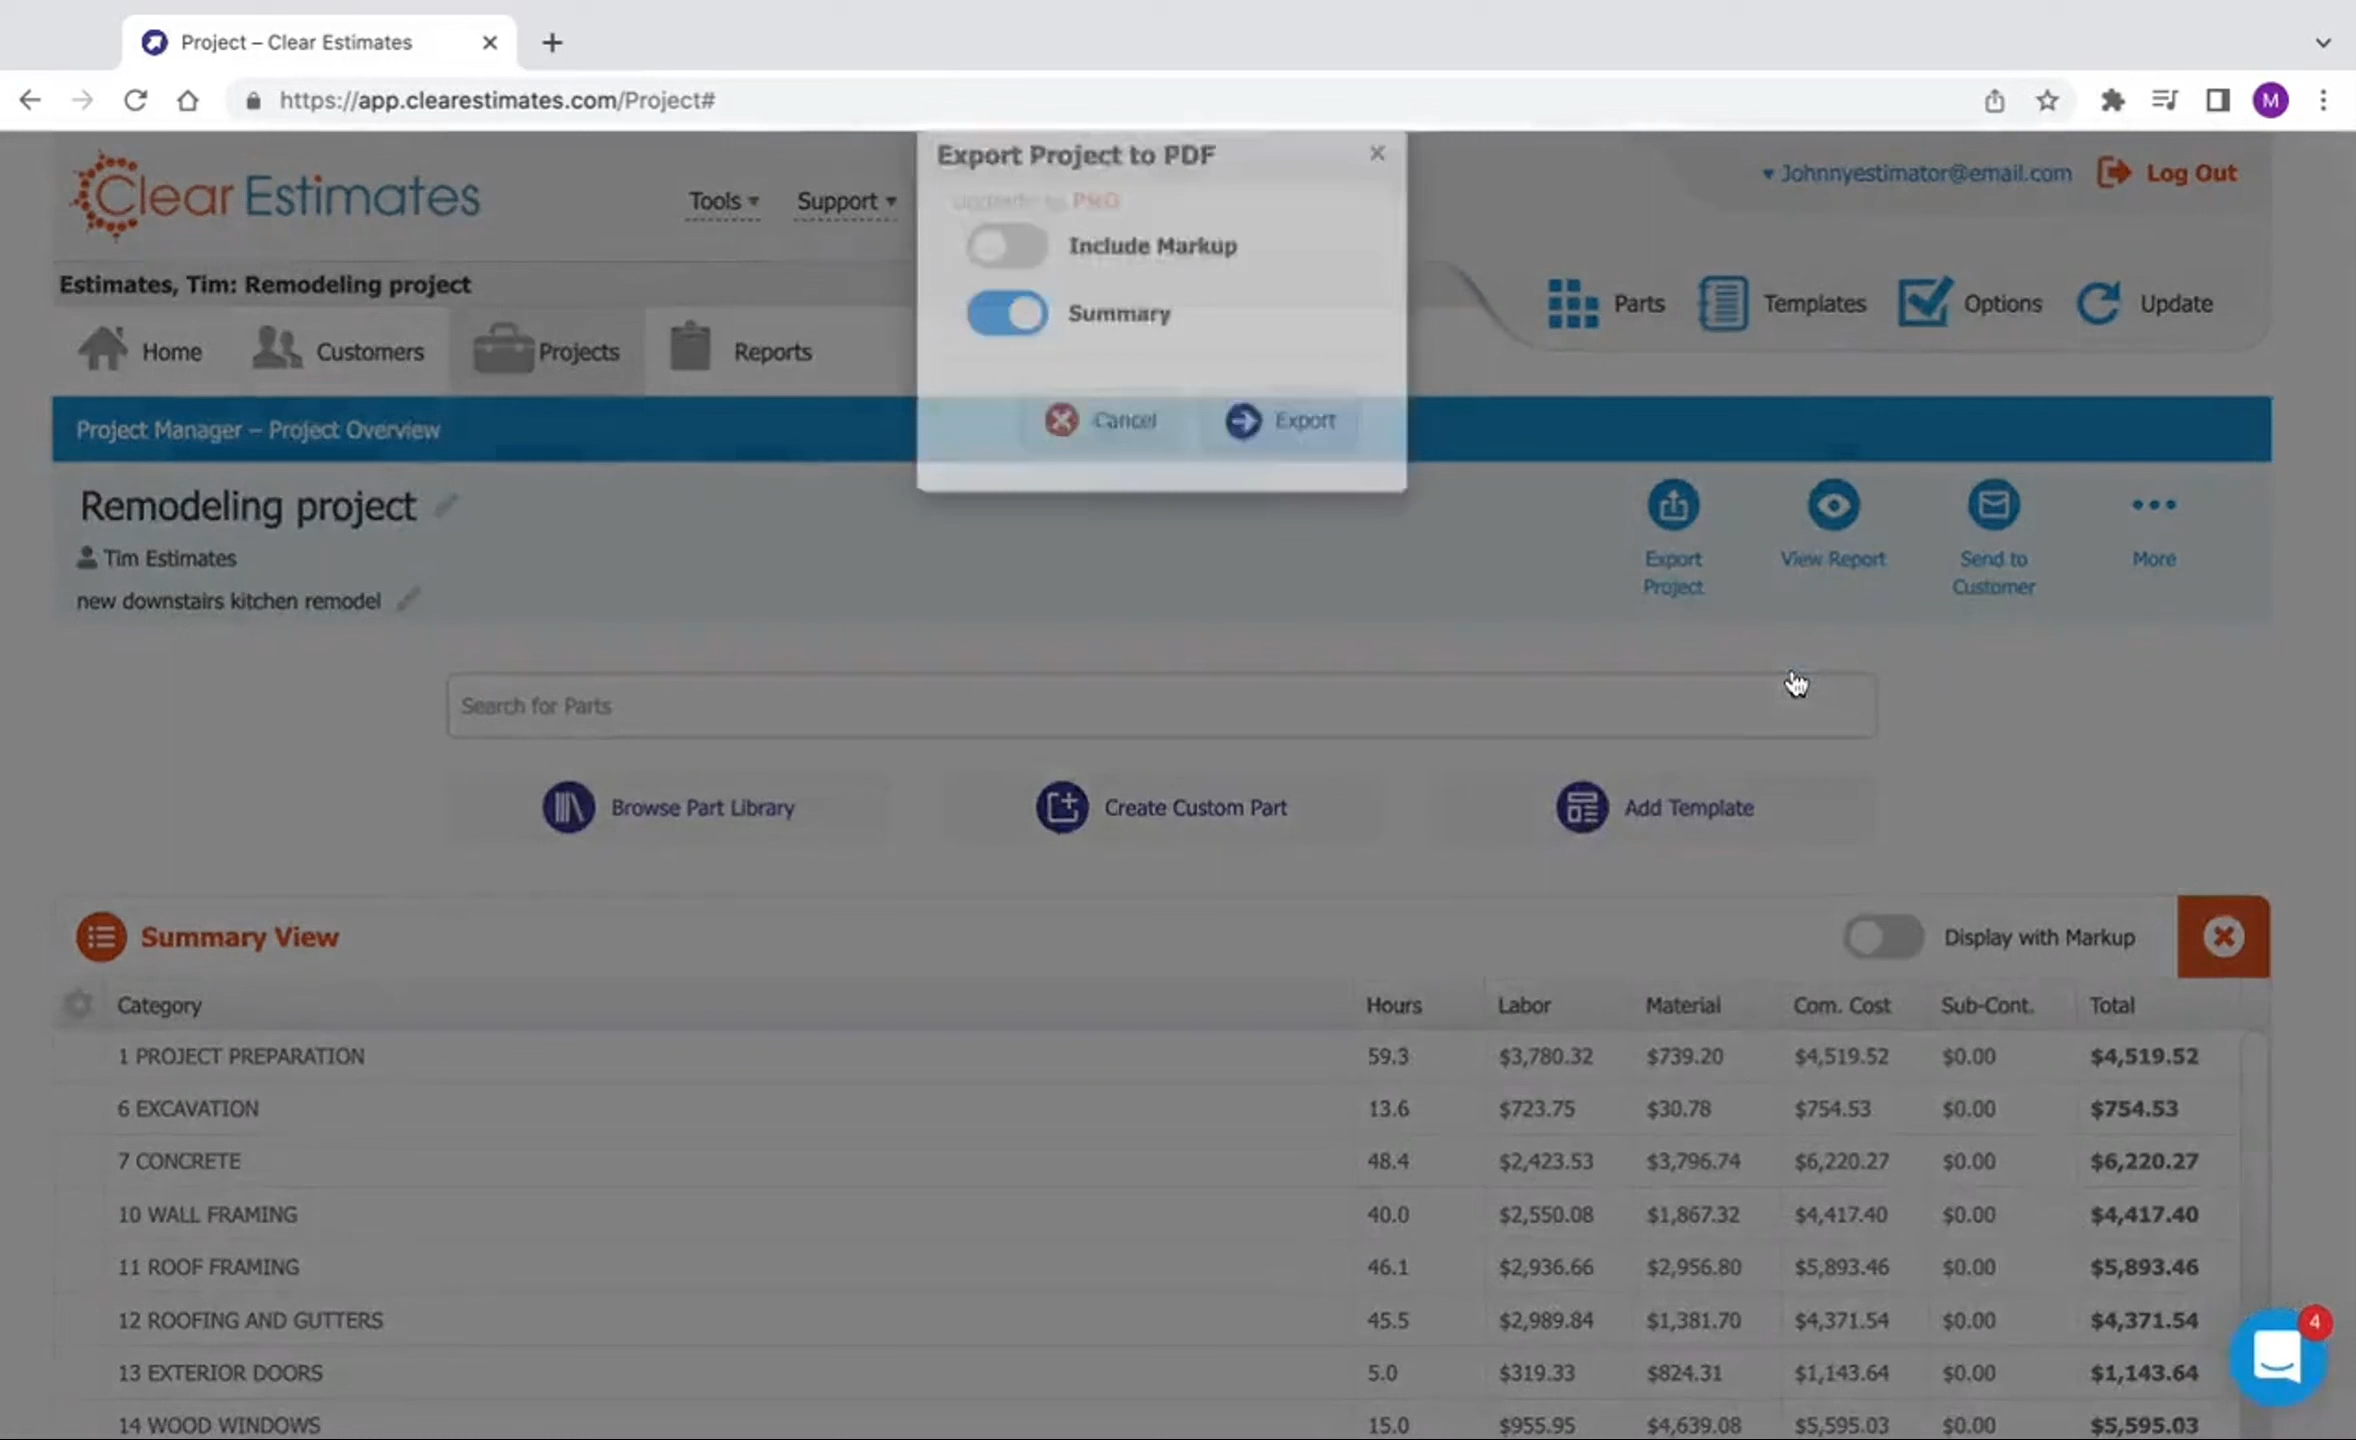 Project – Clear Estimates
https://app.clearestimates.com/Project#
M
Export Project to PDF
Clear Estimates
Tools
Support
PRO
Johnnyestimator@email.com
Log Out
Include Markup
Estimates, Tim: Remodeling project
Summary
Parts
Templates
Options
Update
Home
Customers
Projects
Reports
Cancel
Export
Project Manager – Project Overview
Remodeling project
Tim Estimates
new downstairs kitchen remodel
Export
Project
View Report
Send to
Customer
More
Search for Parts
Browse Part Library
Create Custom Part
Add Template
Summary View
Display with Markup
Category Hours Labor Material Com. Cost Sub-Cont. Total
1 PROJECT PREPARATION 59.3 $3,780.32 $739.20 $4,519.52 $0.00 $4,519.52
6 EXCAVATION 13.6 $723.75 $30.78 $754.53 $0.00 $754.53
7 CONCRETE 48.4 $2,423.53 $3,796.74 $6,220.27 $0.00 $6,220.27
10 WALL FRAMING 40.0 $2,550.08 $1,867.32 $4,417.40 $0.00 $4,417.40
11 ROOF FRAMING 46.1 $2,936.66 $2,956.80 $5,893.46 $0.00 $5,893.46
12 ROOFING AND GUTTERS 45.5 $2,989.84 $1,381.70 $4,371.54 $0.00 $4,371.54
13 EXTERIOR DOORS 5.0 $319.33 $824.31 $1,143.64 $0.00 $1,143.64
14 WOOD WINDOWS 15.0 $955.95 $4,639.08 $5,595.03 $0.00 $5,595.03
4